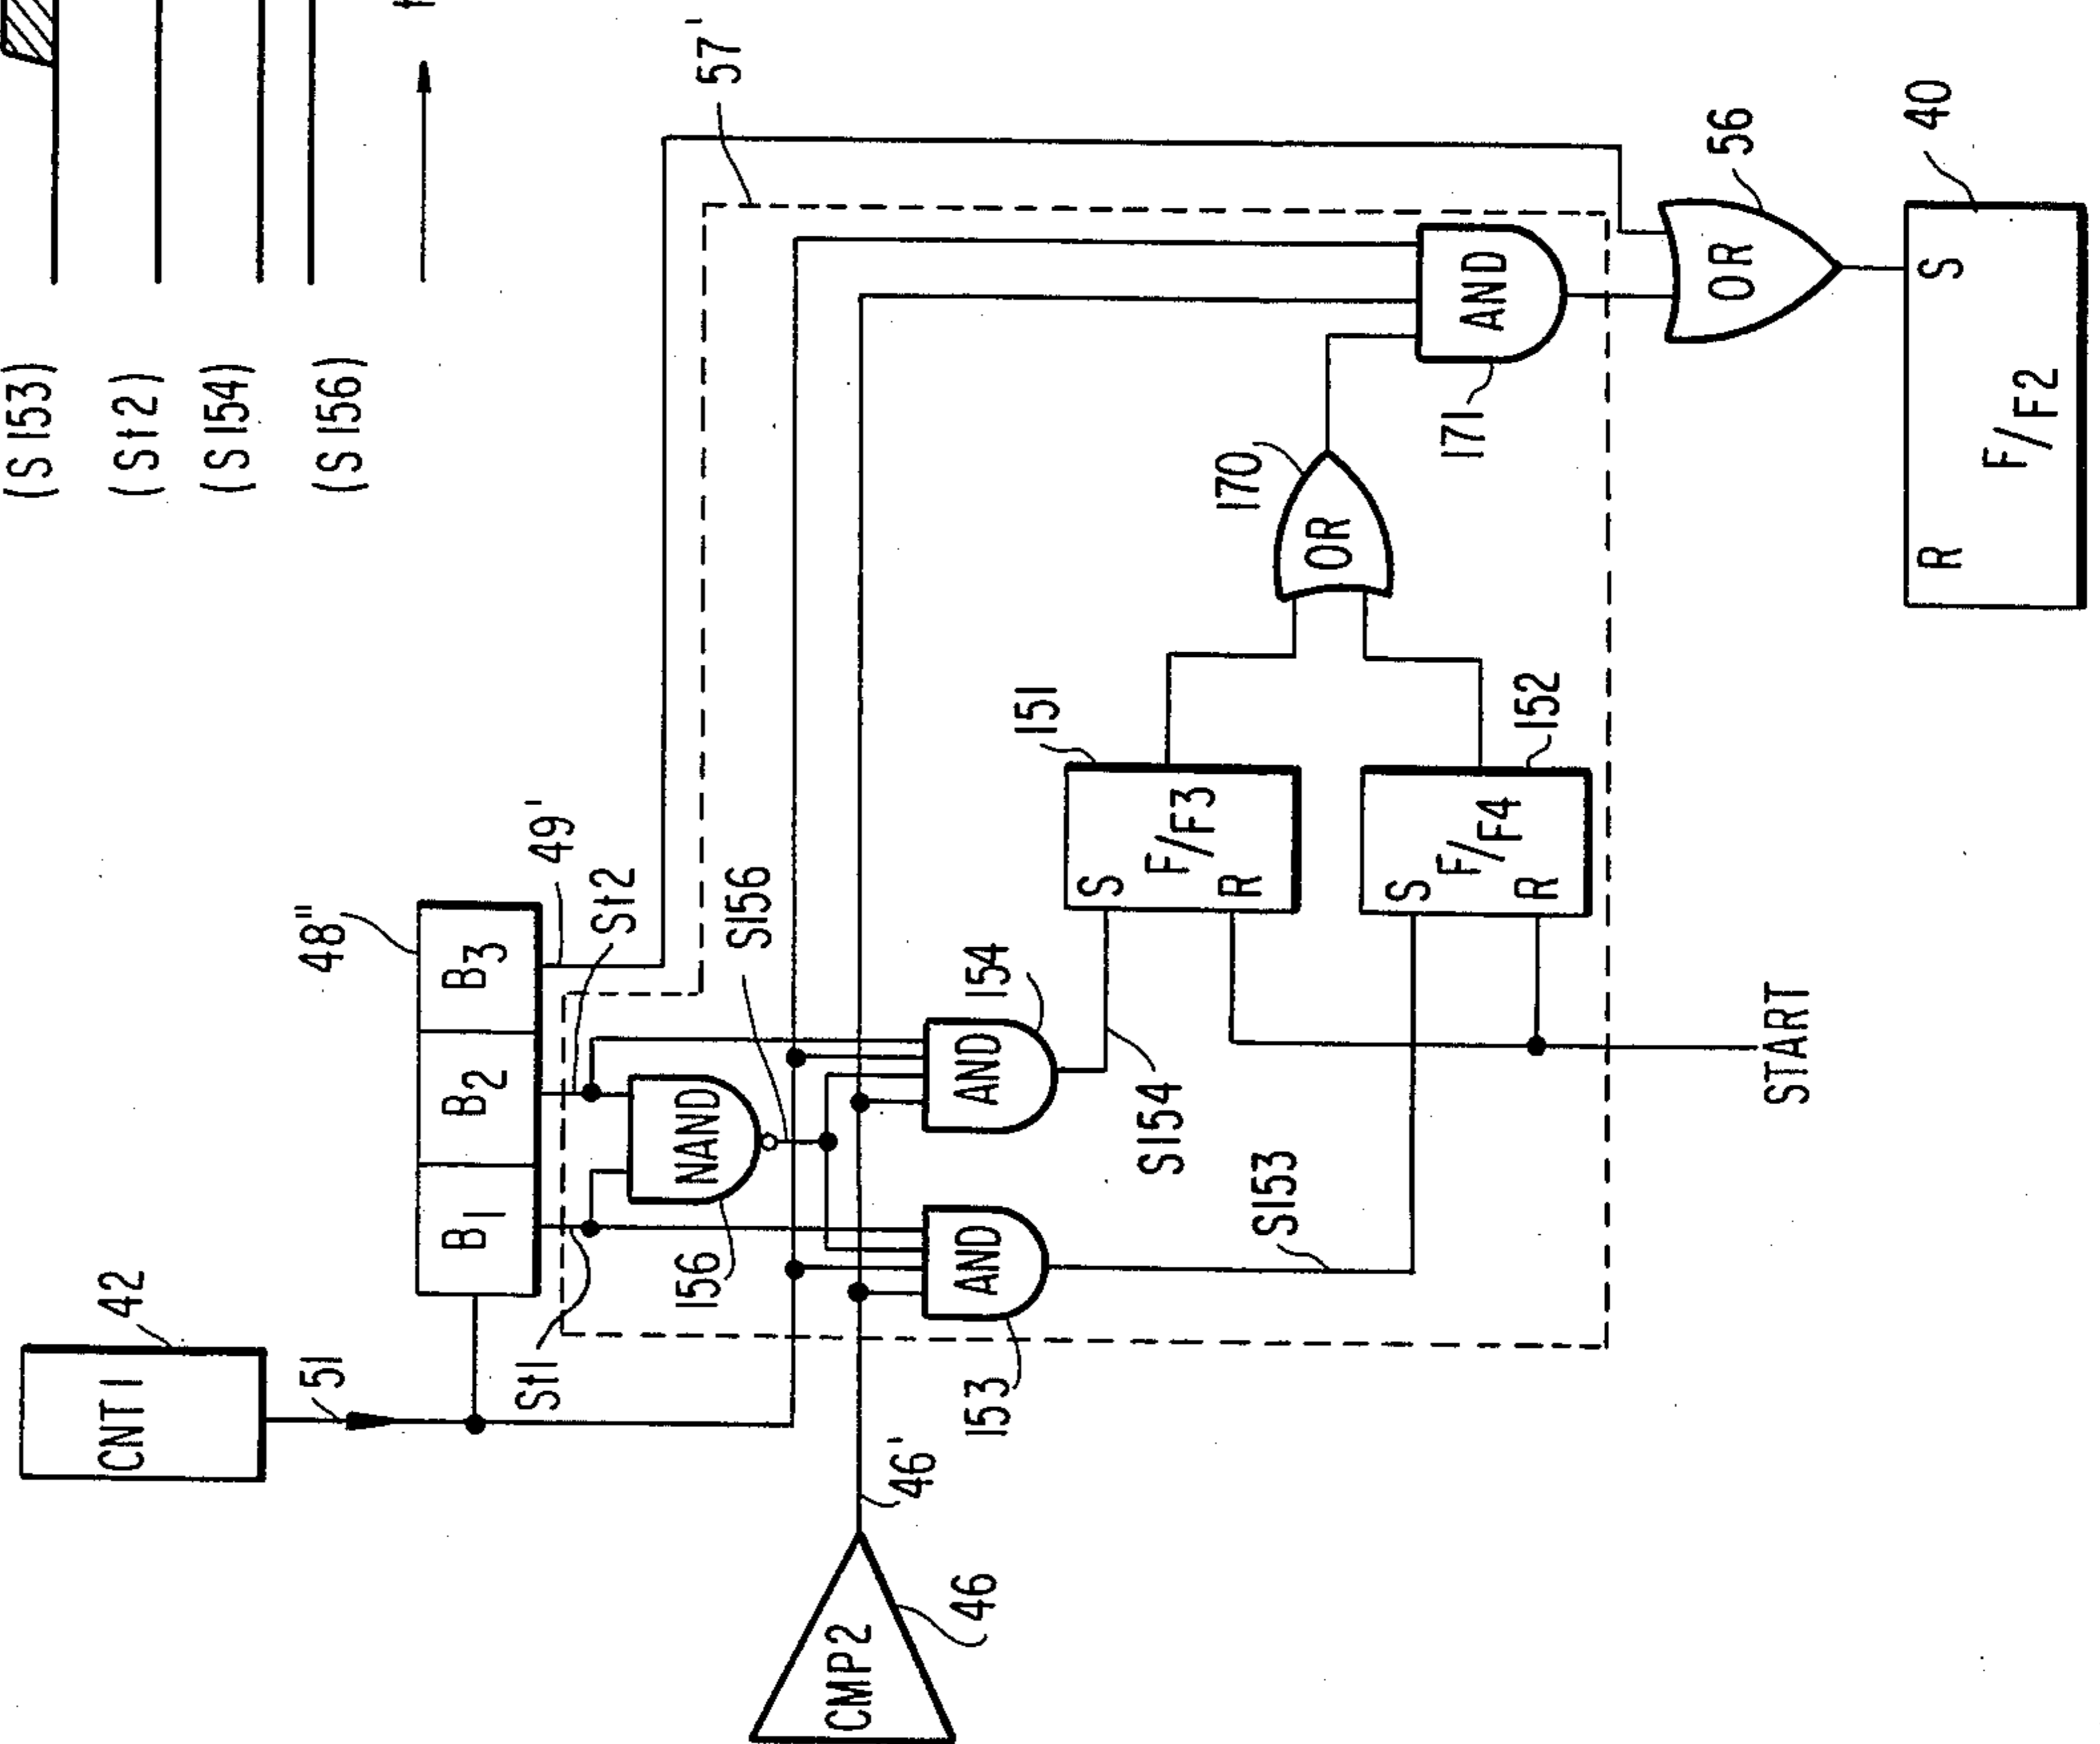 (S153)
(St2)
(S154)
(S156)
t
57'
CNT1
42
51
48"
B1
B2
B3
49'
St1
St2
NAND
156
S156
CMP2
46
46'
AND
153
AND
154
S153
S154
S
F/F3
R
151
S
F/F4
R
152
START
OR
170
AND
171
OR
56
40
S
R
F/F2